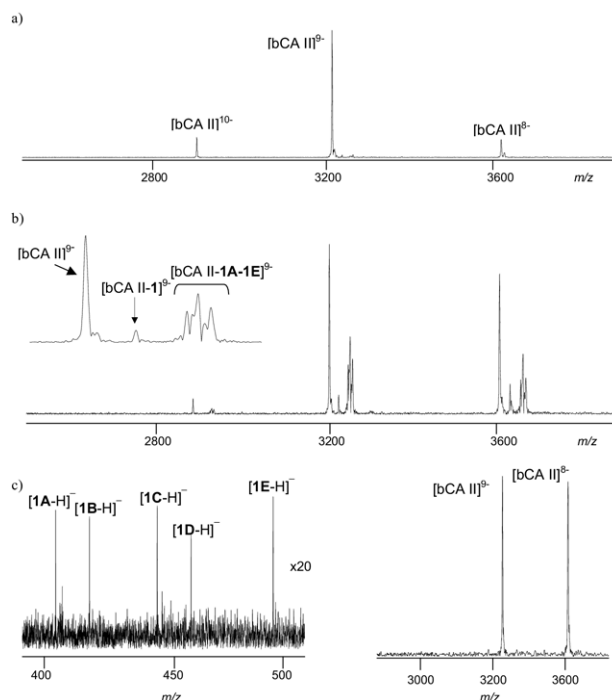 a)
[bCA II]9-
[bCA II]10-
[bCA II]8-
2800
3200
3600
m/z
b)
[bCA II]9-
[bCA II-1]9-
[bCA II-1A-1E]9-
2800
3200
3600
m/z
c)
[1A-H]−
[1B-H]−
[1C-H]−
[1D-H]−
[1E-H]−
x20
400
450
500
m/z
[bCA II]9-
[bCA II]8-
3000
3200
3600
m/z